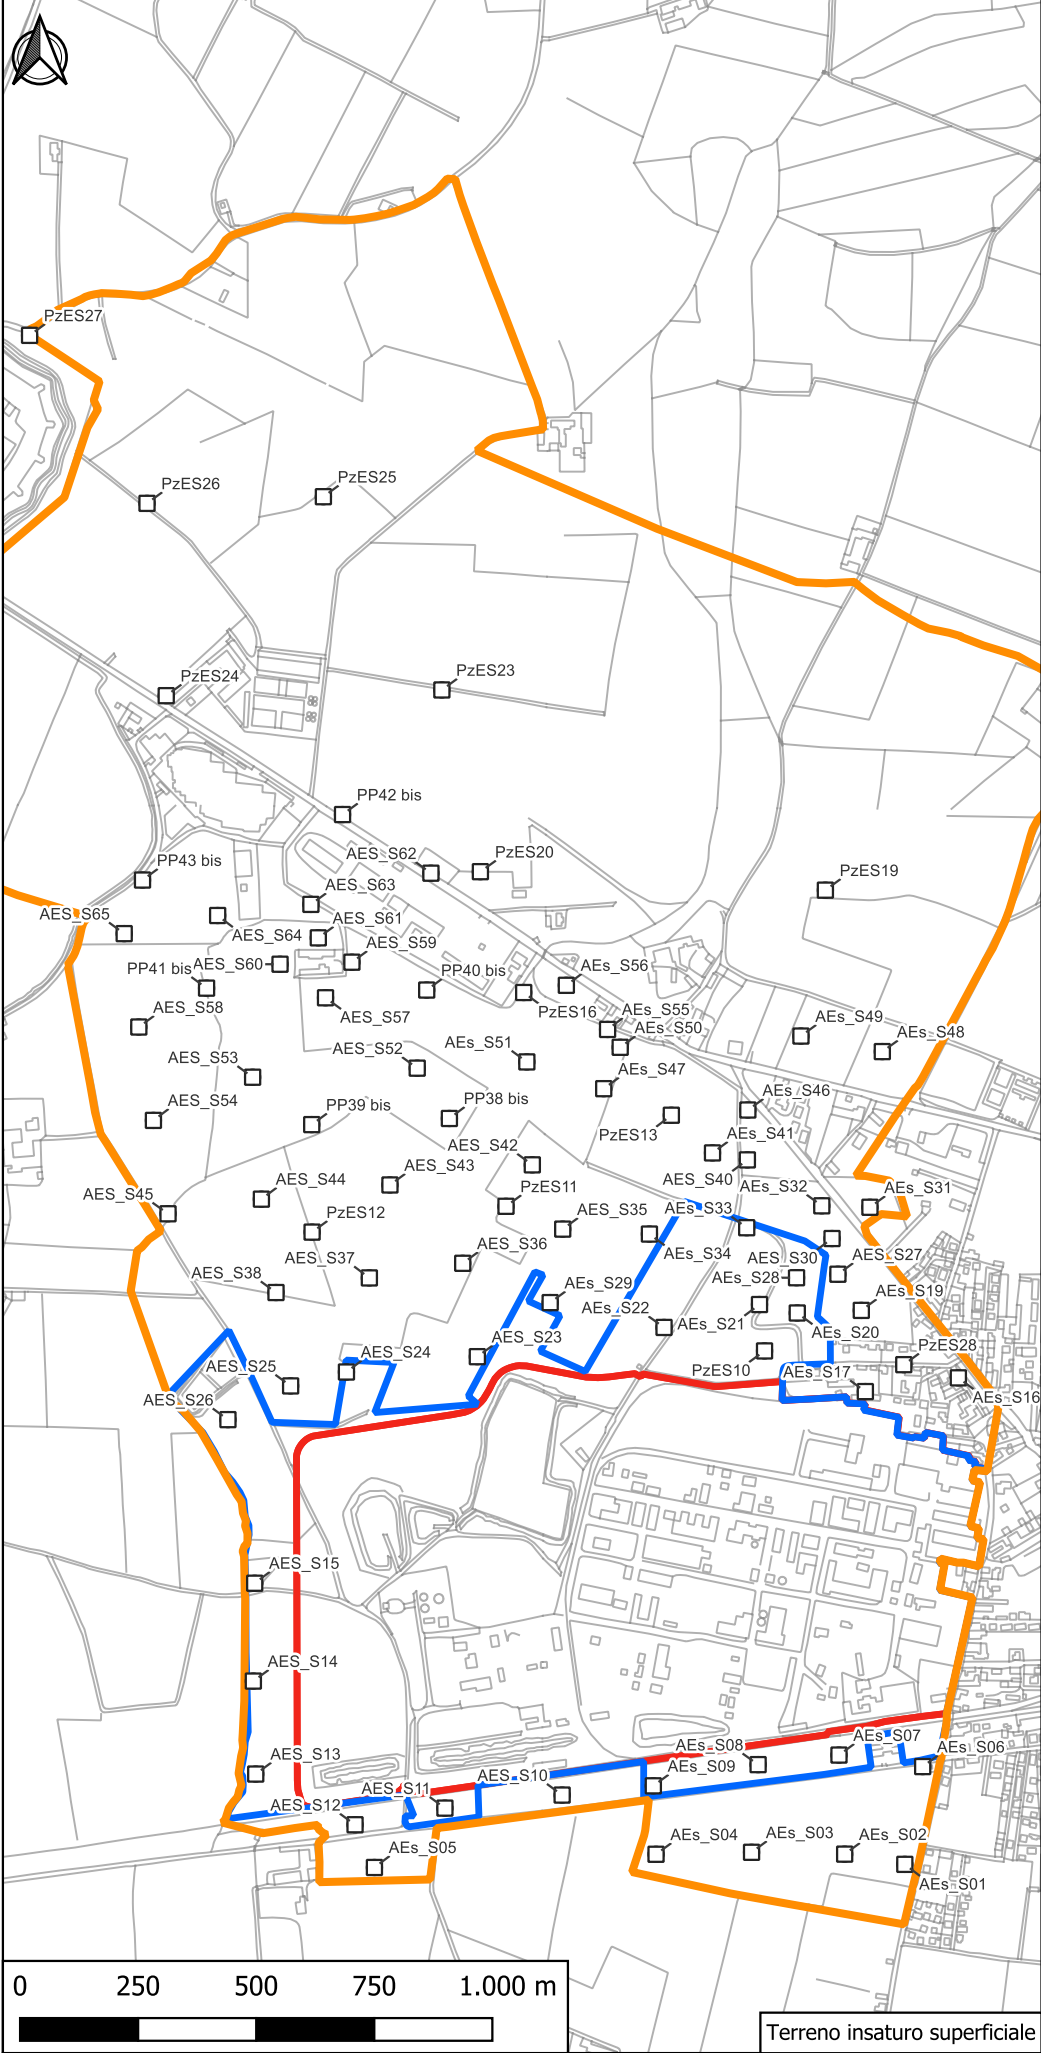 PzES27
PzES25
PzES26
PzES24
PzES23
PP42 bis
AES_S62
PzES20
PP43 bis
AES_S63
PzES19
AES_S65
AES_S61
AES_S64
AES_S59
PP41 bis
AES_S60
PP40 bis
AEs_S56
AES_S58
AES_S57
PzES16
AEs_S55
AEs_S50
AEs_S49
AEs_S48
AES_S53
AES_S52
AEs_S51
AEs_S47
AES_S54
PP39 bis
PP38 bis
PzES13
AEs_S46
AEs_S41
AES_S42
AES_S40
AES_S43
AES_S44
AES_S45
PzES11
AEs_S32
AEs_S31
PzES12
AES_S35
AEs_S33
AES_S36
AEs_S34
AES_S30
AES_S37
AES_S27
AES_S38
AEs_S28
AEs_S29
AEs_S22
AEs_S21
AEs_S19
AEs_S20
AES_S23
AES_S24
PzES10
PzES28
AES_S25
AEs_S17
AEs_S16
AES_S26
AES_S15
AES_S14
AES_S13
AEs_S08
AEs_S07
AEs_S06
AES_S10
AEs_S09
AES_S11
AES_S12
AEs_S05
AEs_S04
AEs_S03
AEs_S02
AEs_S01
0 250 500 750 1.000 m
Terreno insaturo superficiale